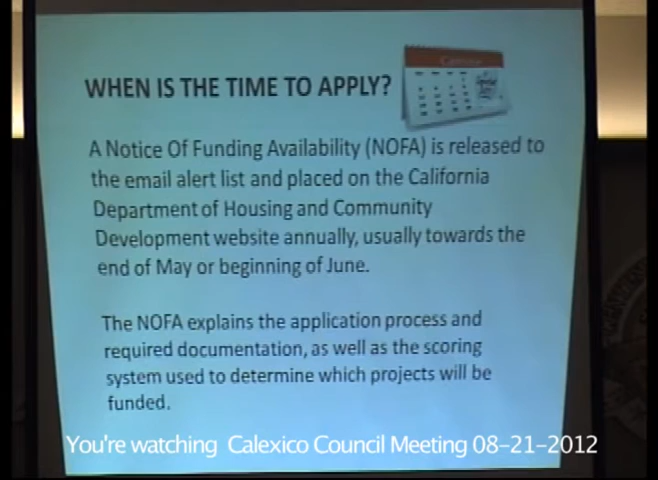 WHEN IS THE TIME TO APPLY?
A Notice Of Funding Availability (NOFA) is released to
the email alert list and placed on the California
Department of Housing and Community
Development website annually, usually towards the
end of May or beginning of June.
The NOFA explains the application process and
required documentation, as well as the scoring
system used to determine which projects will be
funded.
You're watching Calexico Council Meeting 08-21-2012